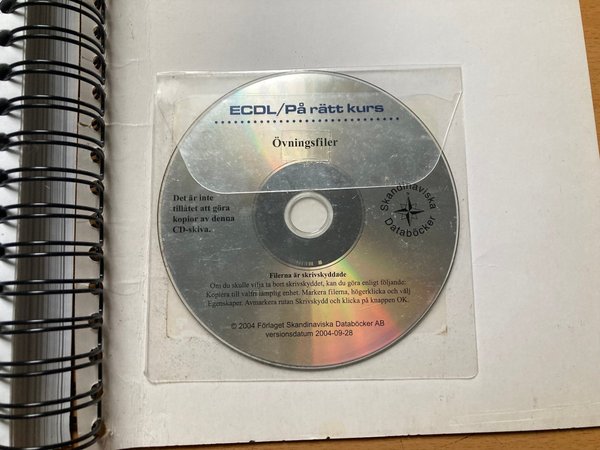 ECDL/På rätt kurs
Övningsfiler
Det är inte
tillåtet att göra
kopior av denna
CD-skiva.
Skandinaviska
Databöcker
Filerna är skrivskyddade
Om du skulle vilja ta bort skrivskyddet, kan du göra enligt följande:
Kopiera till valfri lämplig enhet. Markera filerna, högerklicka och välj
Egenskaper. Avmarkera rutan Skrivskydd och klicka på knappen OK.
© 2004 Förlaget Skandinaviska Databöcker AB
versionsdatum 2004-09-28